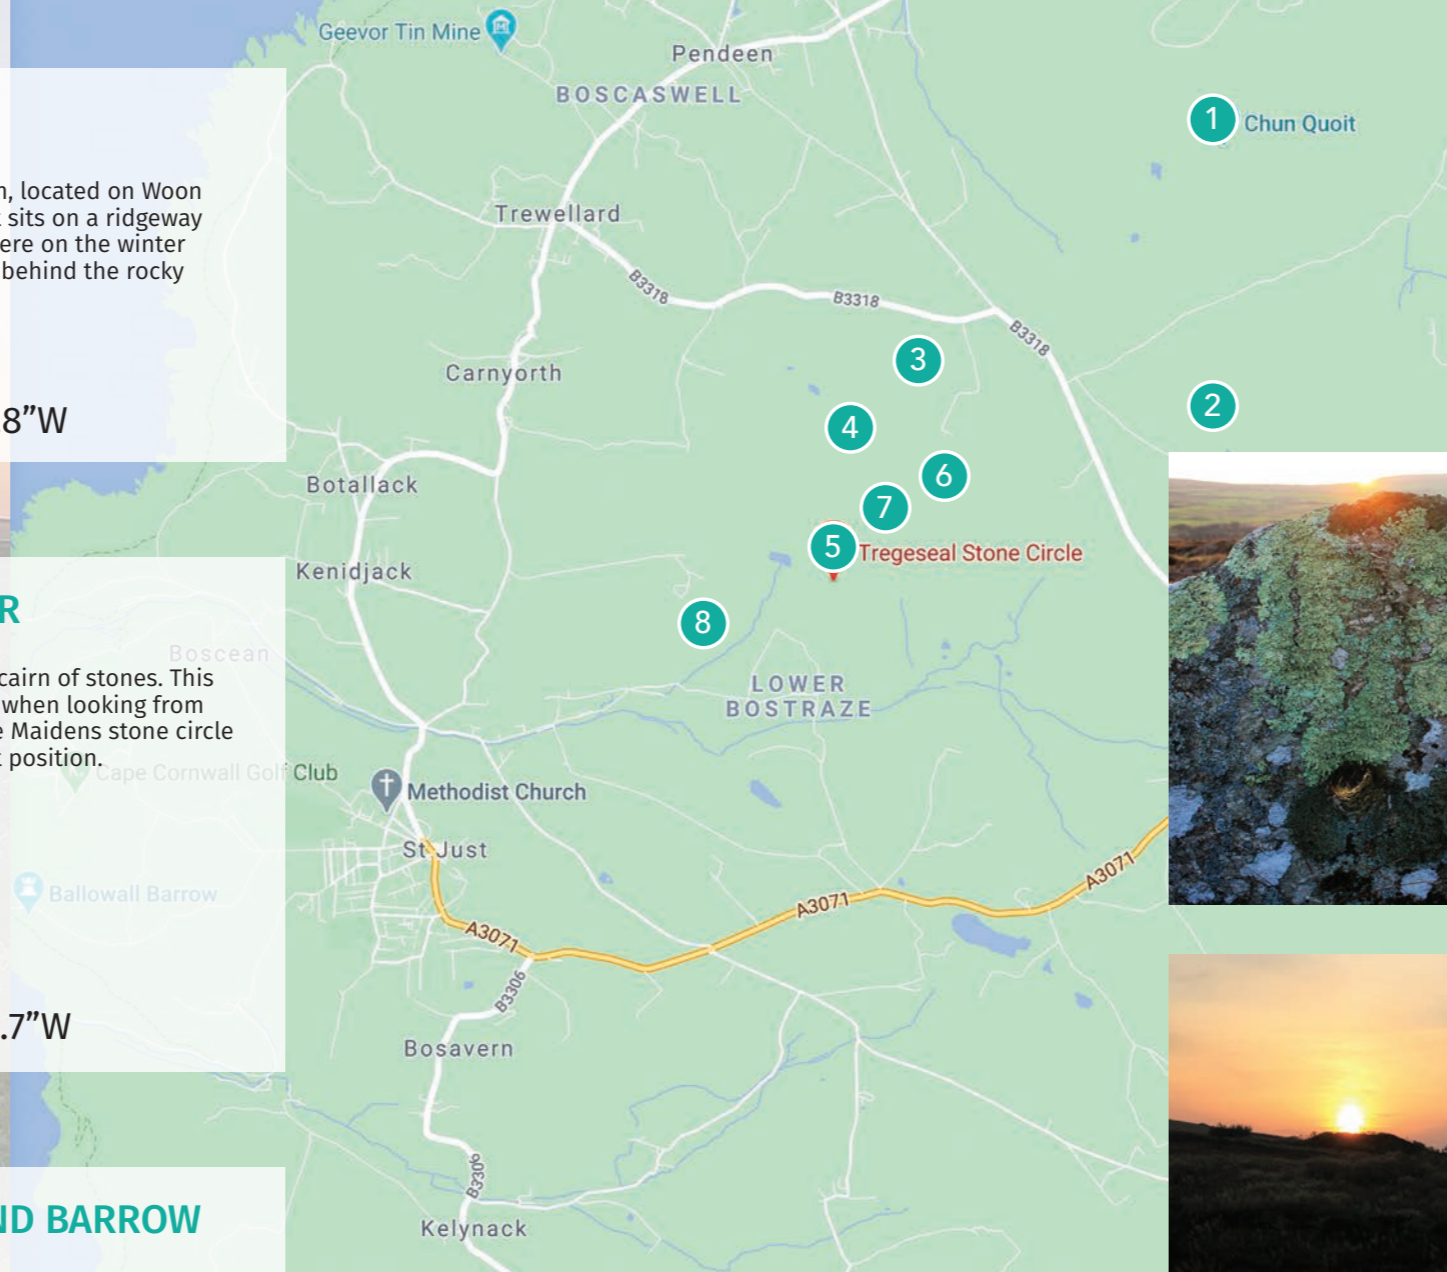 n, located on Woon
t sits on a ridgeway
ere on the winter
behind the rocky
8”W
R
cairn of stones. This
when looking from
e Maidens stone circle
t position.
.7”W
ND BARROW
Geevor Tin Mine
Pendeen
BOSCASWELL
1
Chun Quoit
Trewellard
B3318
B3318
B3318
3
Carnyorth
2
4
6
Botallack
7
5
Tregeseal Stone Circle
Kenidjack
8
Boscean
LOWER
BOSTRAZE
Cape Cornwall Golf Club
Methodist Church
St Just
Ballowall Barrow
A3071
A3071
A3071
B3306
Bosavern
B3306
Kelynack